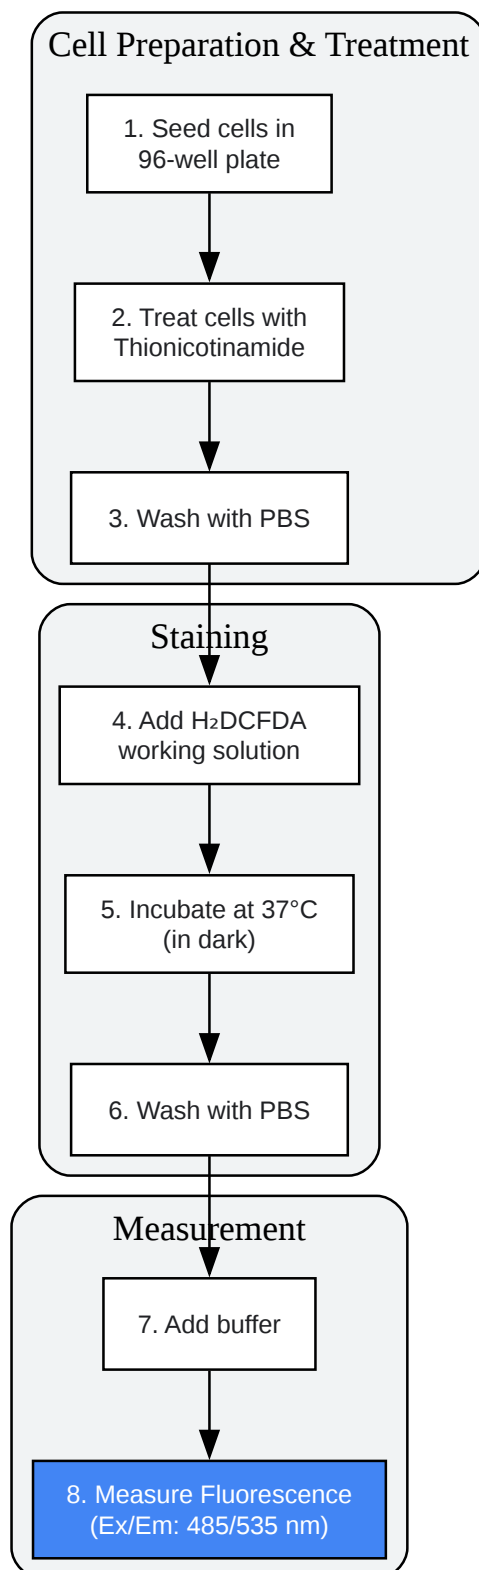 Cell Preparation & Treatment
1. Seed cells in
96-well plate
2. Treat cells with
Thionicotinamide
3. Wash with PBS
Staining
4. Add H₂DCFDA
working solution
5. Incubate at 37°C
(in dark)
6. Wash with PBS
Measurement
7. Add buffer
8. Measure Fluorescence
(Ex/Em: 485/535 nm)